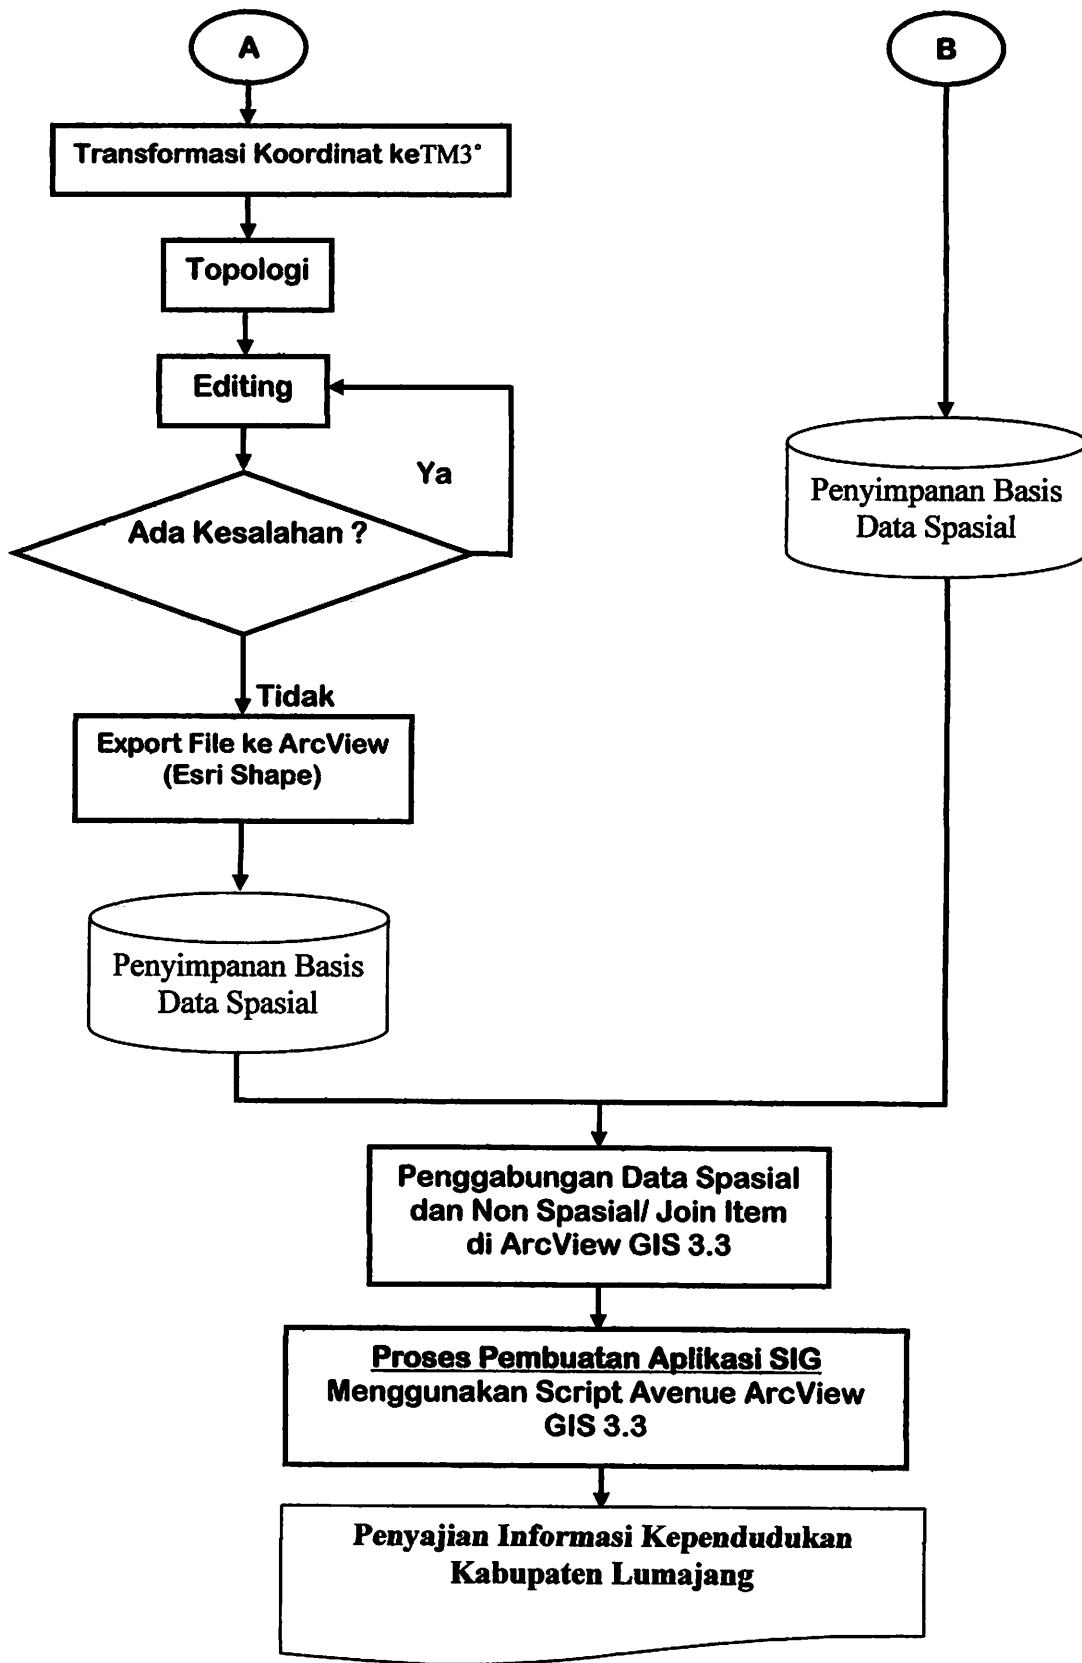 A
B
Transformasi Koordinat keTM3°
Topologi
Editing
Ya
Penyimpanan Basis
Data Spasial
Ada Kesalahan ?
Tidak
Export File ke ArcView
(Esri Shape)
Penyimpanan Basis
Data Spasial
Penggabungan Data Spasial
dan Non Spasial/ Join Item
di ArcView GIS 3.3
Proses Pembuatan Aplikasi SIG
Menggunakan Script Avenue ArcView
GIS 3.3
Penyajian Informasi Kependudukan
Kabupaten Lumajang